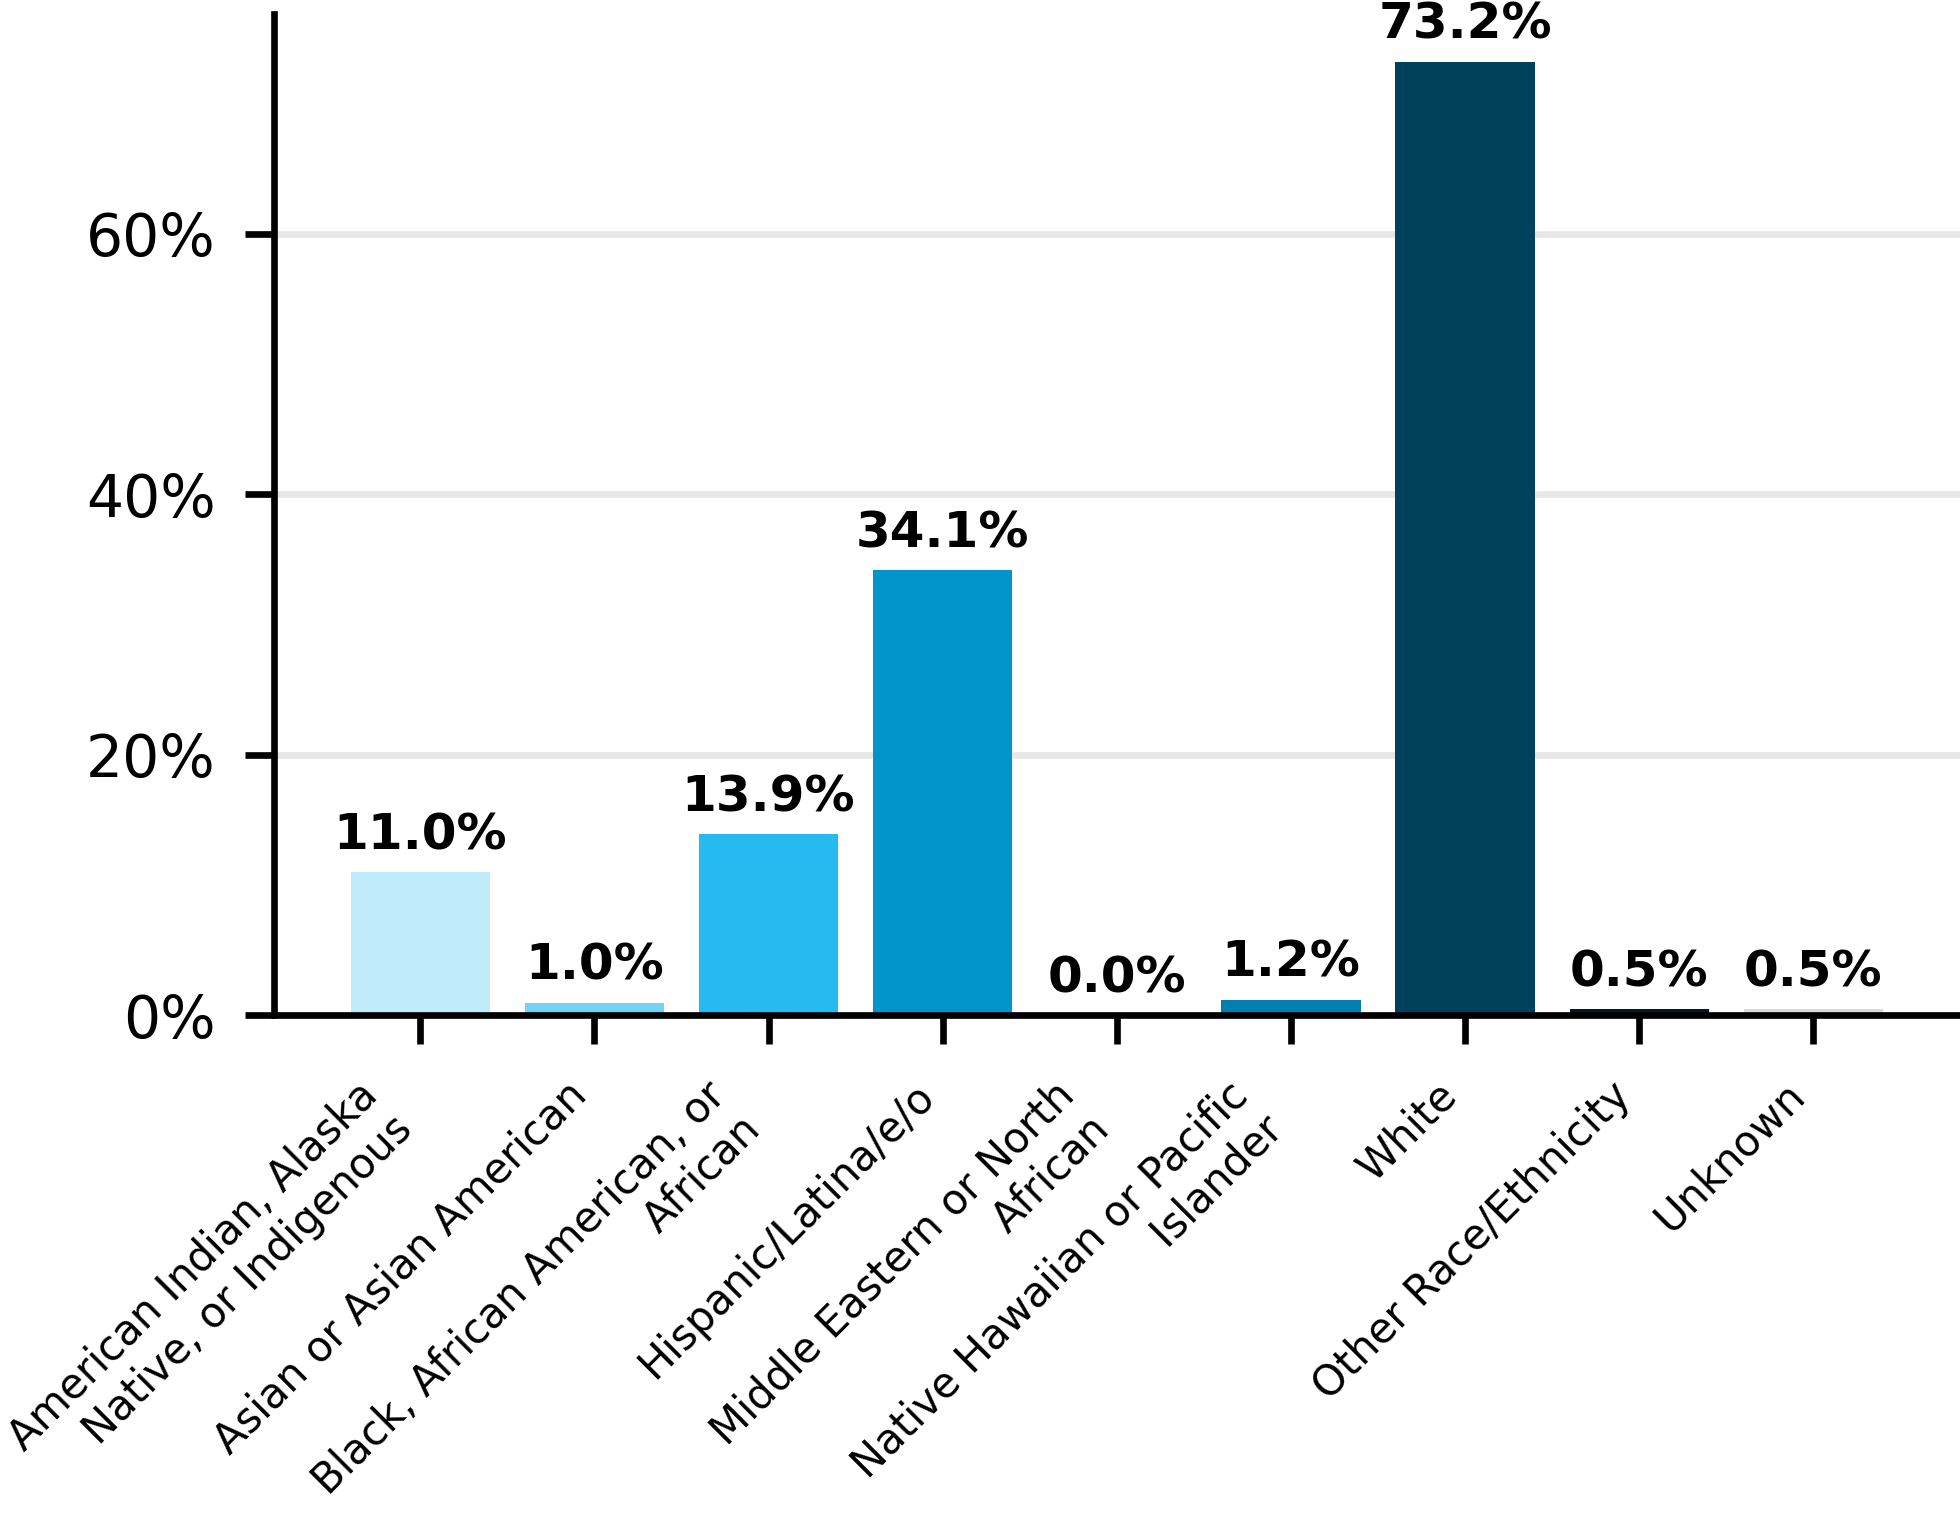 73.2%
60%
40%
34.1%
20%
13.9%
11.0%
1.0%
0.0%
1.2%
0.5%
0.5%
0%
American Indian, Alaska
Native, or Indigenous
Asian or Asian American
Black, African American, or
African
Hispanic/Latina/e/o
Middle Eastern or North
African
Native Hawaiian or Pacific
Islander
White
Other Race/Ethnicity
Unknown